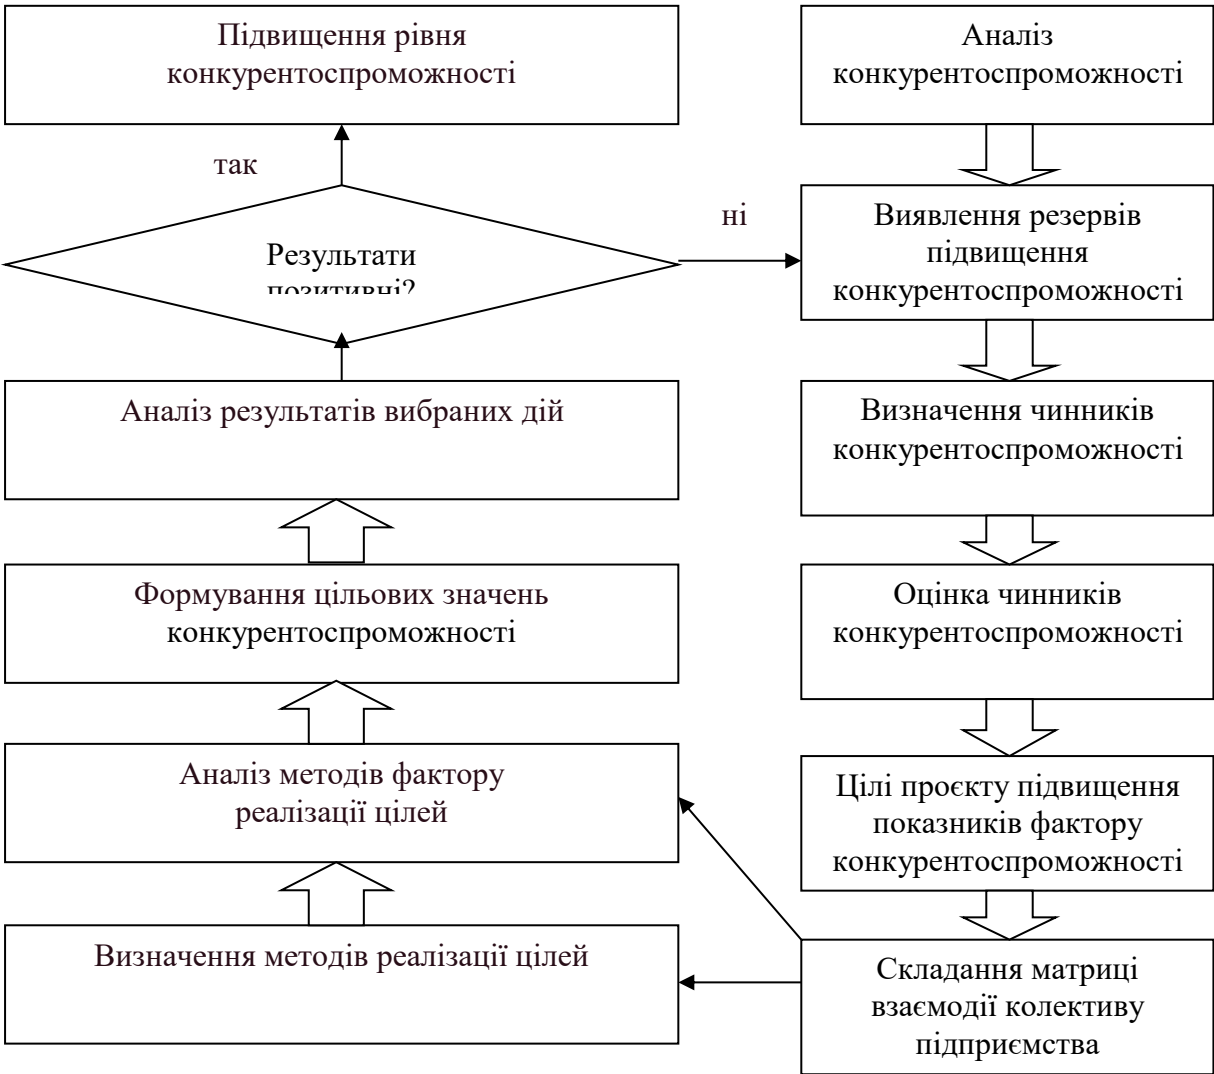 Підвищення рівня
конкурентоспроможності
так
Результати
позитивні?
ні
Аналіз результатів вибраних дій
Формування цільових значень
конкурентоспроможності
Аналіз методів фактору
реалізації цілей
Визначення методів реалізації цілей
Аналіз
конкурентоспроможності
Виявлення резервів
підвищення
конкурентоспроможності
Визначення чинників
конкурентоспроможності
Оцінка чинників
конкурентоспроможності
Цілі проєкту підвищення
показників фактору
конкурентоспроможності
Складання матриці
взаємодії колективу
підприємства